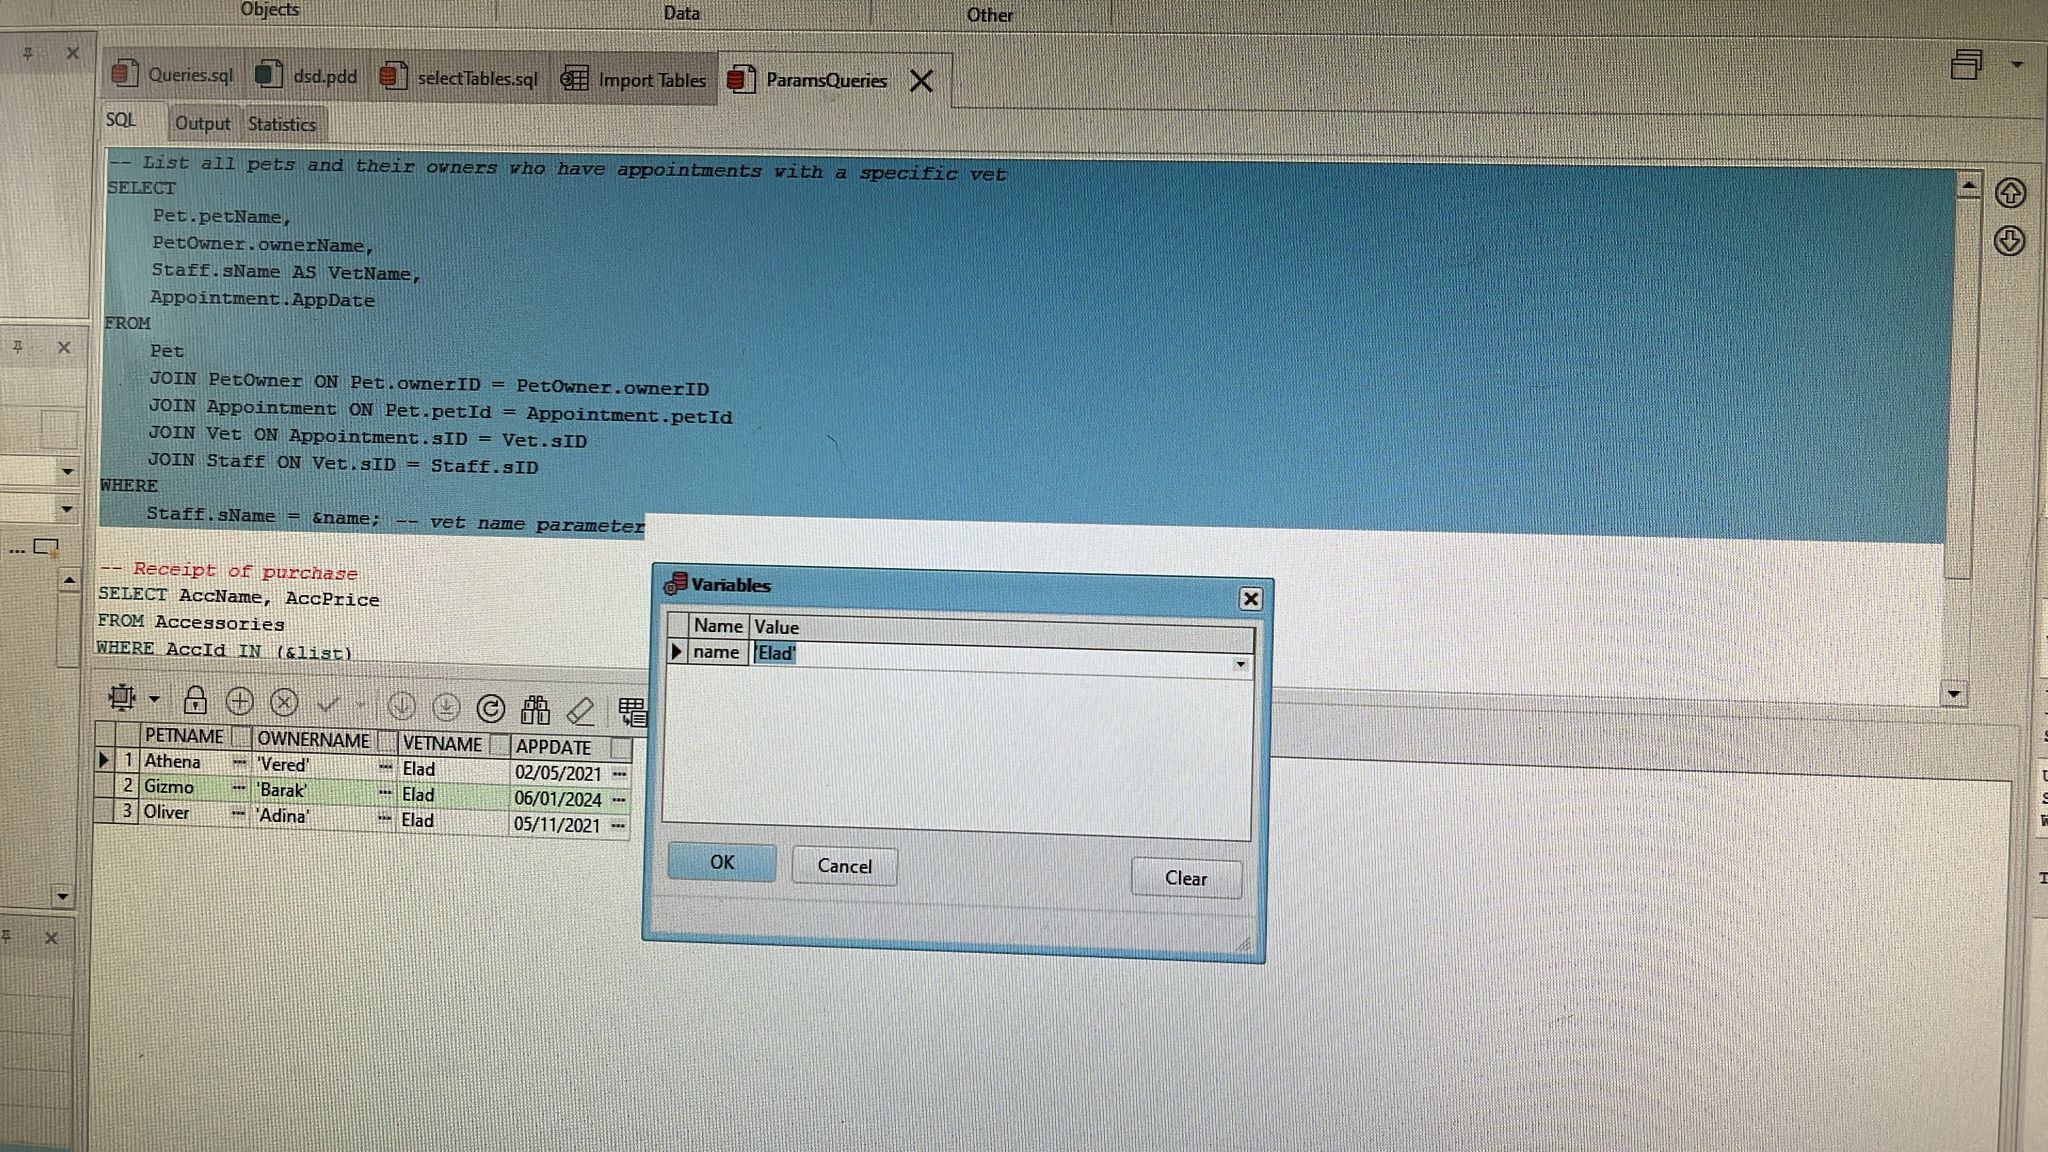 Objects Data Other
Queries.sql dsd.pdd selectTables.sql Import Tables ParamsQueries
SQL Output Statistics
-- List all pets and their owners who have appointments with a specific vet
SELECT
Pet.petName,
PetOwner.ownerName,
Staff.sName AS VetName,
Appointment.AppDate
FROM
Pet
JOIN PetOwner ON Pet.ownerID = PetOwner.ownerID
JOIN Appointment ON Pet.petId = Appointment.petId
JOIN Vet ON Appointment.sID = Vet.sID
JOIN Staff ON Vet.sID = Staff.sID
WHERE
Staff.sName = &name; -- vet name parameter
-- Receipt of purchase
SELECT AccName, AccPrice
FROM Accessories
WHERE AccId IN (&list)
Variables
Name Value
name 'Elad'
OK Cancel Clear
PETNAME OWNERNAME VETNAME APPDATE
1 Athena ... 'Vered' ... Elad 02/05/2021 ...
2 Gizmo ... 'Barak' ... Elad 06/01/2024 ...
3 Oliver ... 'Adina' ... Elad 05/11/2021 ...